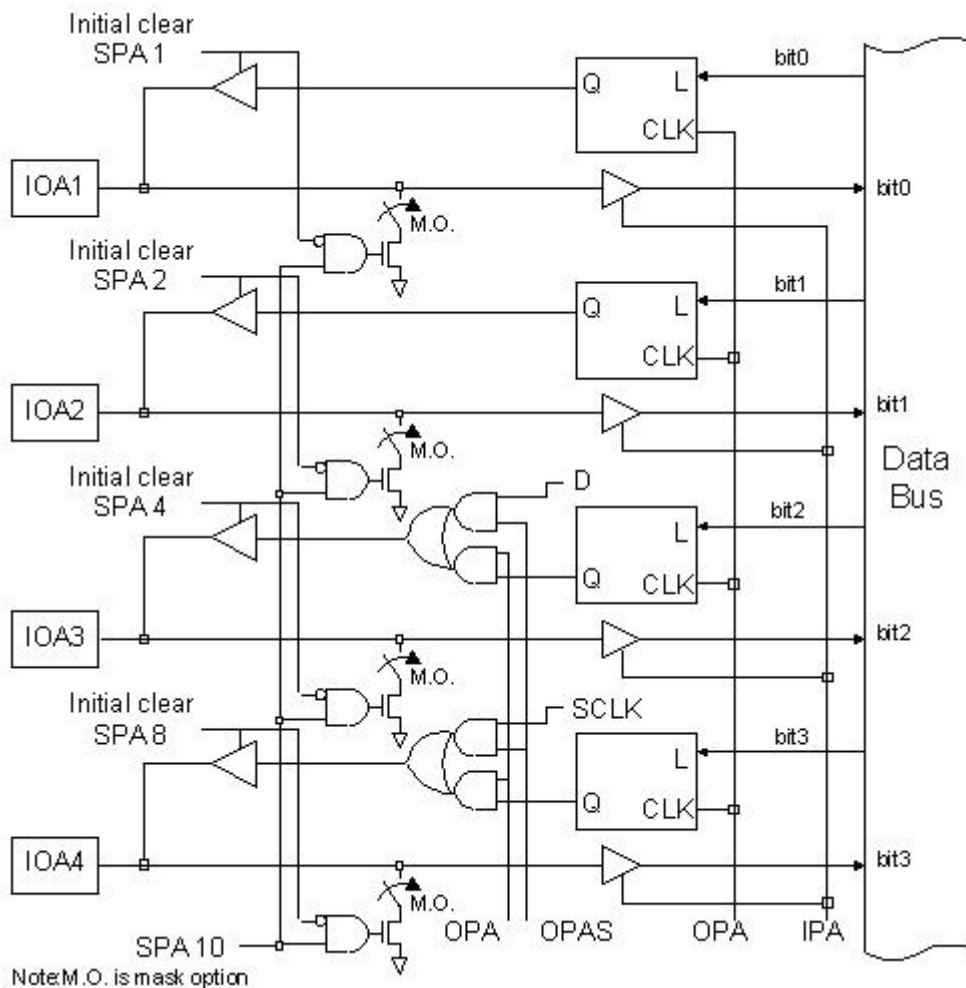 Initial clear
SPA 1
Q
L
CLK
bit0
IOA1
M.O.
bit0
Initial clear
SPA 2
Q
L
CLK
bit1
IOA2
M.O.
bit1
Data
Bus
Initial clear
SPA 4
D
Q
L
CLK
bit2
IOA3
M.O.
bit2
Initial clear
SPA 8
SCLK
Q
L
CLK
bit3
IOA4
M.O.
bit3
SPA 10
OPA
OPAS
OPA
IPA
Note:M.O. is mask option